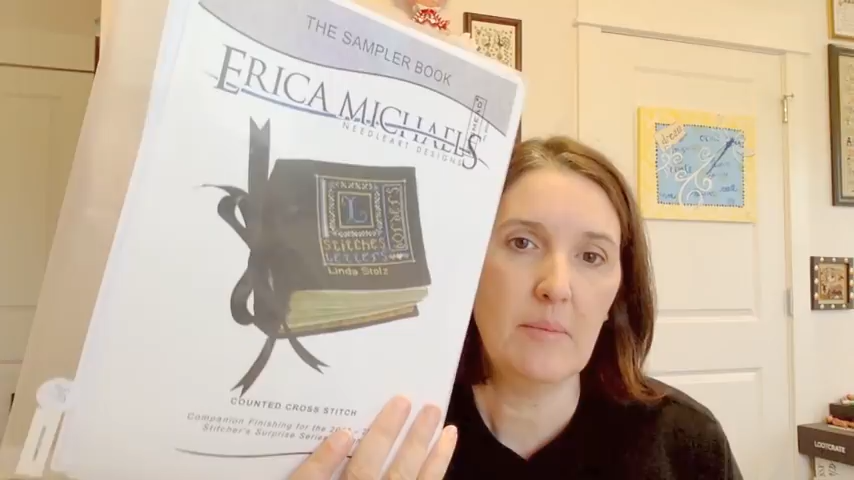 THE SAMPLER BOOK
ERICA MICHAELS
NEEDLEART DESIGNS
L
Stitches
Letters
Linda Stolz
COUNTED CROSS STITCH
Companion Finishing for the
Stitcher's Surprise Series
dream
LOOTCRATE